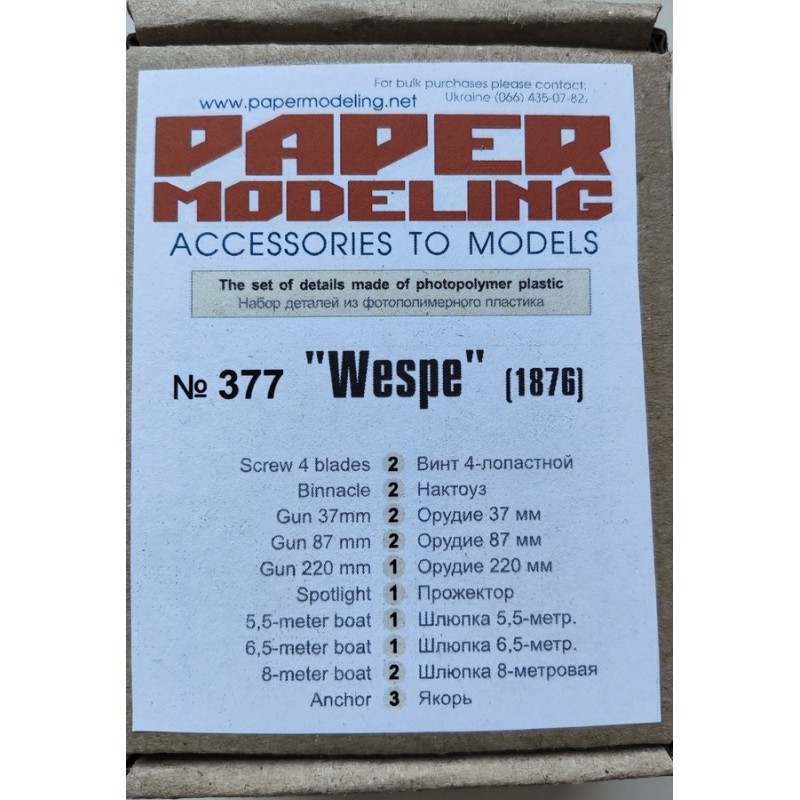 For bulk purchases please contact:
www.papermodeling.net Ukraine (066) 435-07-82,
PAPER
MODELING
ACCESSORIES TO MODELS
The set of details made of photopolymer plastic
Набор деталей из фотополимерного пластика
№ 377 "Wespe" (1876)
Screw 4 blades 2 Винт 4-лопастной
Binnacle 2 Нактоуз
Gun 37mm 2 Орудие 37 мм
Gun 87 mm 2 Орудие 87 мм
Gun 220 mm 1 Орудие 220 мм
Spotlight 1 Прожектор
5,5-meter boat 1 Шлюпка 5,5-метр.
6,5-meter boat 1 Шлюпка 6,5-метр.
8-meter boat 2 Шлюпка 8-метровая
Anchor 3 Якорь